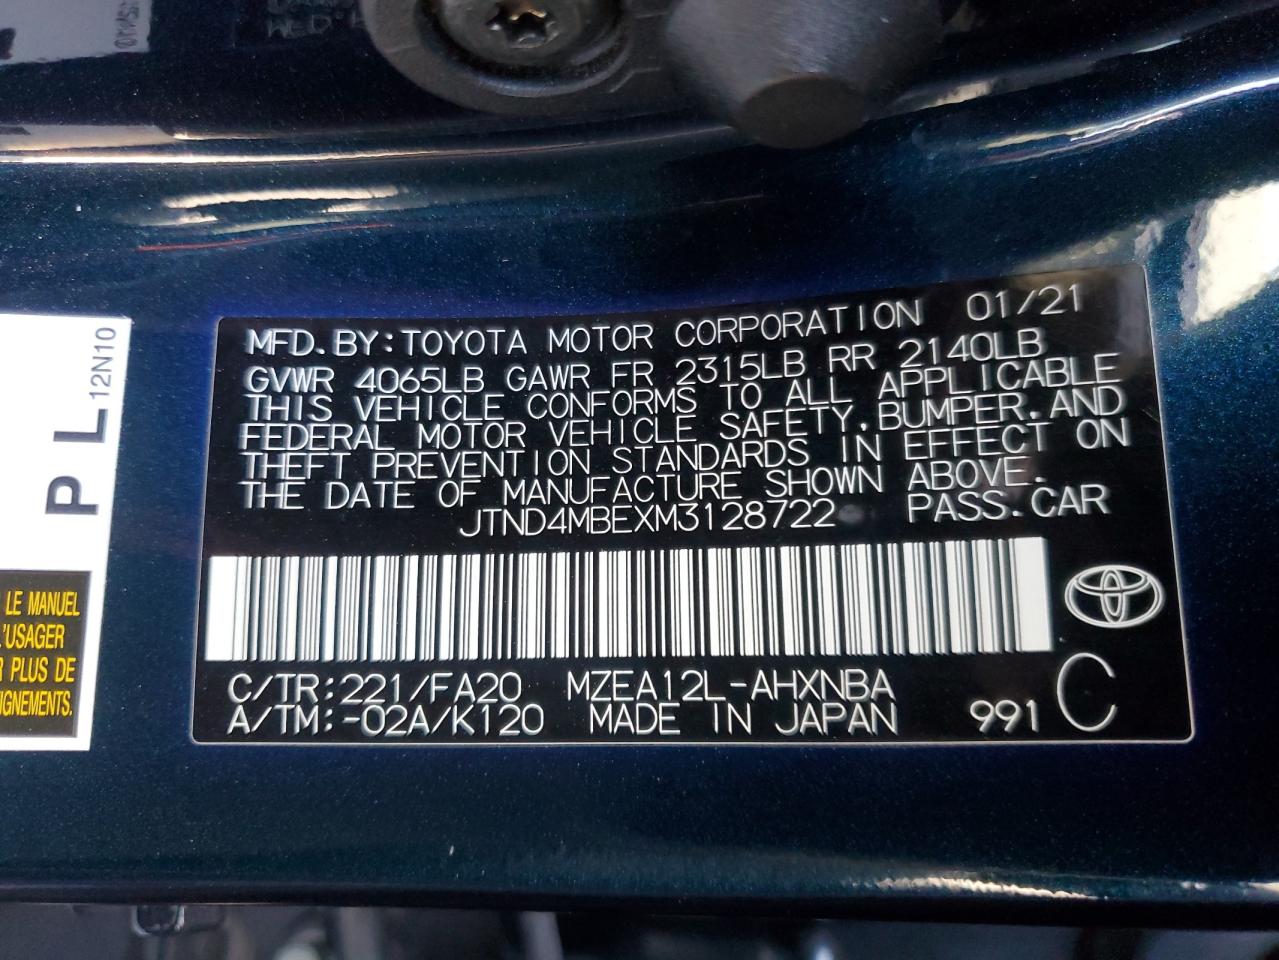 MFD.BY:TOYOTA MOTOR CORPORATION 01/21
GVWR 4065LB GAWR FR 2315LB RR 2140LB
THIS VEHICLE CONFORMS TO ALL APPLICABLE
FEDERAL MOTOR VEHICLE SAFETY,BUMPER,AND
THEFT PREVENTION STANDARDS IN EFFECT ON
THE DATE OF MANUFACTURE SHOWN ABOVE.
JTND4MBEXM3128722 PASS.CAR
C/TR:221/FA20 MZEA12L-AHXNBA
A/TM:-02A/K120 MADE IN JAPAN 991 C
P L
12N10
LE MANUEL
L'USAGER
PLUS DE